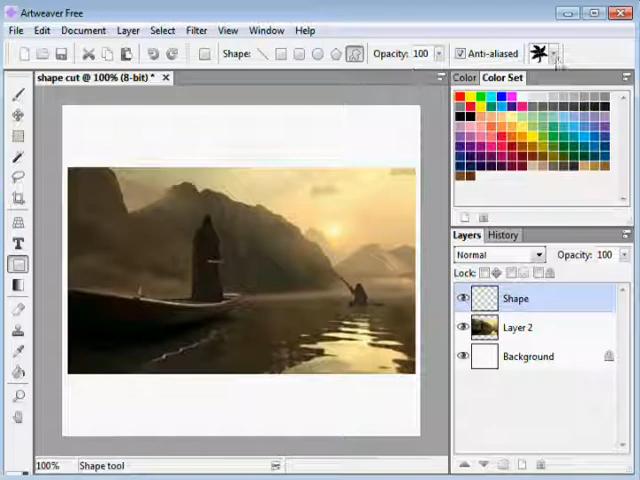 Artweaver Free
File Edit Document Layer Select Filter View Window Help
Shape: Opacity: 100 Anti-aliased
shape cut @ 100% (8-bit) *
Color Color Set
Layers History
Normal Opacity: 100
Lock:
Shape
Layer 2
Background
100% Shape tool